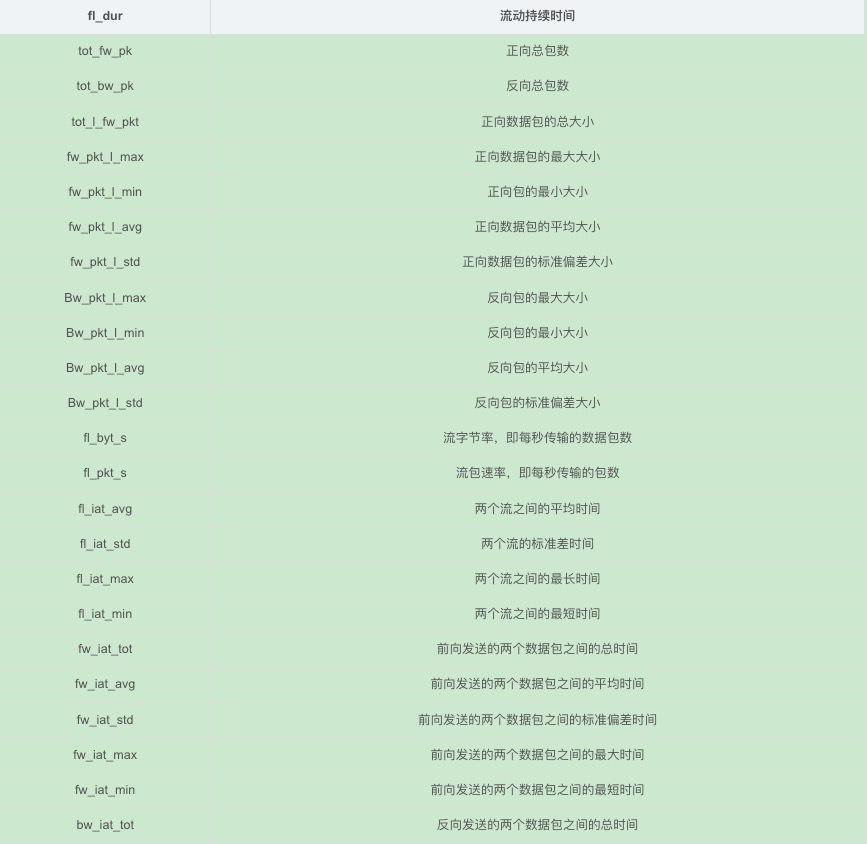 fl_dur 流动持续时间
tot_fw_pk 正向总包数
tot_bw_pk 反向总包数
tot_l_fw_pkt 正向数据包的总大小
fw_pkt_l_max 正向数据包的最大大小
fw_pkt_l_min 正向包的最小大小
fw_pkt_l_avg 正向数据包的平均大小
fw_pkt_l_std 正向数据包的标准偏差大小
Bw_pkt_l_max 反向包的最大大小
Bw_pkt_l_min 反向包的最小大小
Bw_pkt_l_avg 反向包的平均大小
Bw_pkt_l_std 反向包的标准偏差大小
fl_byt_s 流字节率，即每秒传输的数据包数
fl_pkt_s 流包速率，即每秒传输的包数
fl_iat_avg 两个流之间的平均时间
fl_iat_std 两个流的标准差时间
fl_iat_max 两个流之间的最长时间
fl_iat_min 两个流之间的最短时间
fw_iat_tot 前向发送的两个数据包之间的总时间
fw_iat_avg 前向发送的两个数据包之间的平均时间
fw_iat_std 前向发送的两个数据包之间的标准偏差时间
fw_iat_max 前向发送的两个数据包之间的最大时间
fw_iat_min 前向发送的两个数据包之间的最短时间
bw_iat_tot 反向发送的两个数据包之间的总时间